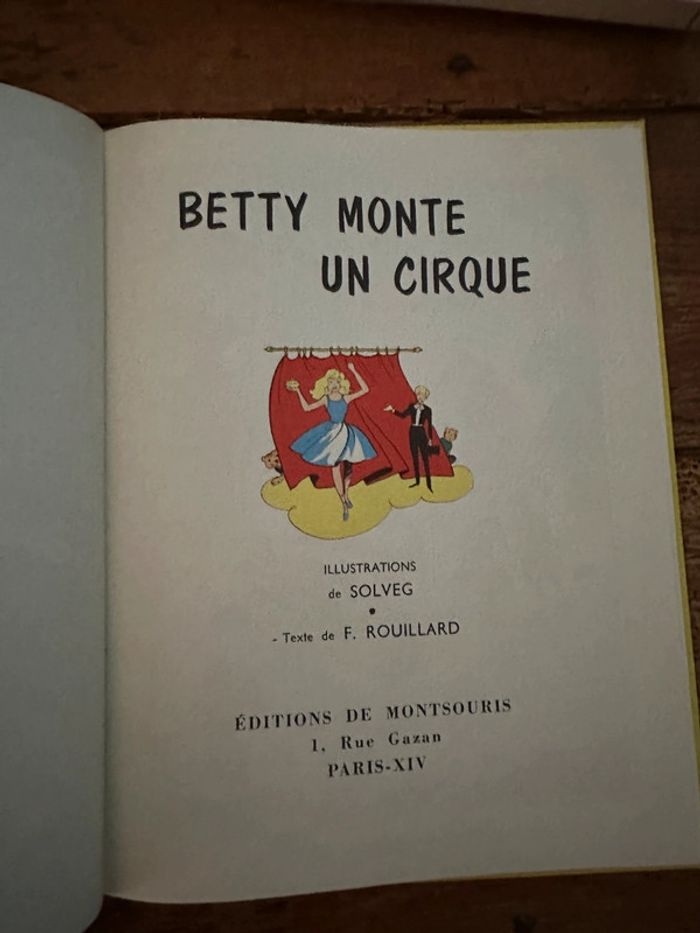 BETTY MONTE
UN CIRQUE
ILLUSTRATIONS
de SOLVEG
•
- Texte de F. ROUILLARD
ÉDITIONS DE MONTSOURIS
1, Rue Gazan
PARIS-XIV